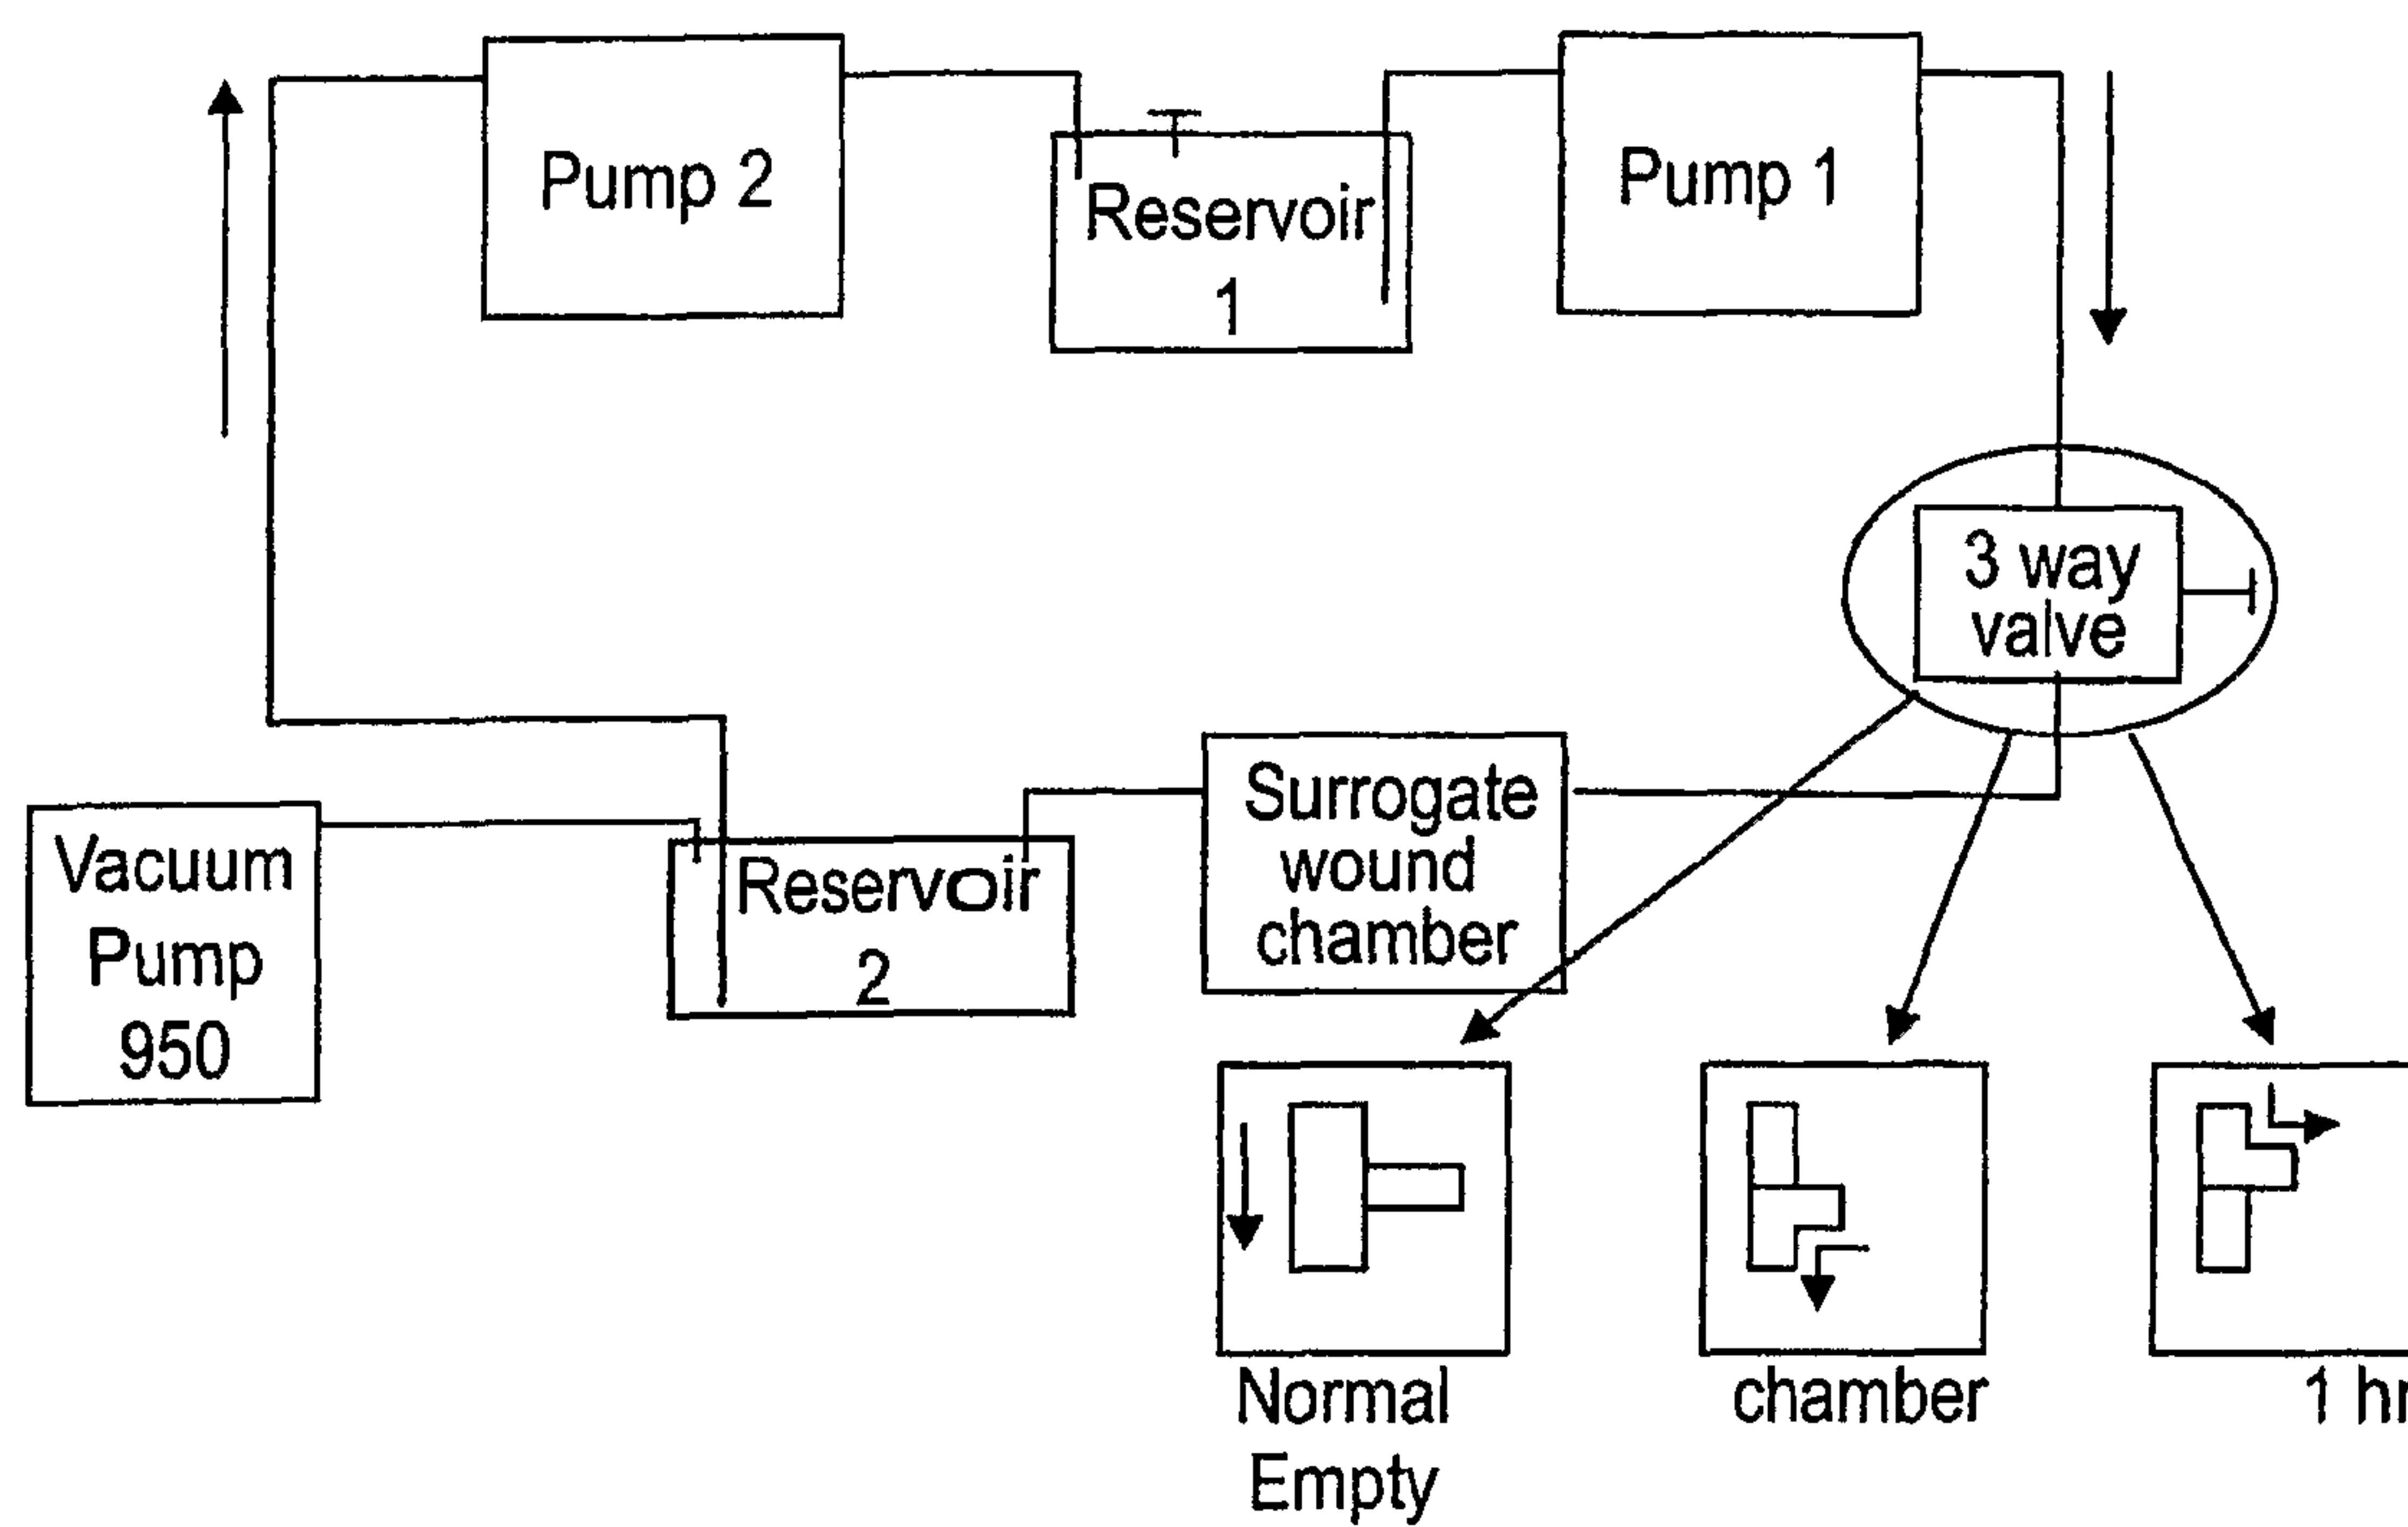 Pump 2
Reservoir
1
Pump 1
3 way
valve
Vacuum
Pump
950
Reservoir
2
Surrogate
wound
chamber
Normal
Empty
chamber
1 hr